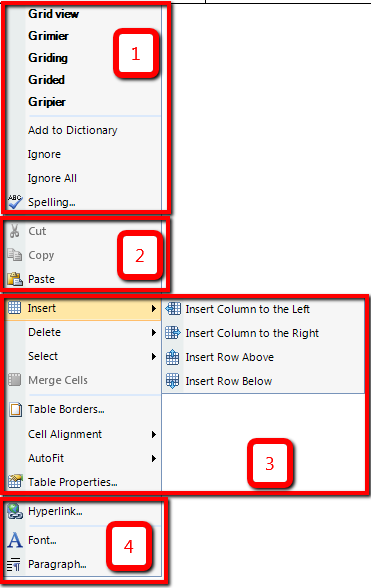 Grid view
Grimier
Griding
Grided
Gripier
1
Add to Dictionary
Ignore
Ignore All
ABC
Spelling...
Cut
Copy
Paste
2
Insert
Delete
Select
Merge Cells
Table Borders...
Cell Alignment
AutoFit
Table Properties...
Insert Column to the Left
Insert Column to the Right
Insert Row Above
Insert Row Below
3
Hyperlink...
A Font...
Paragraph...
4